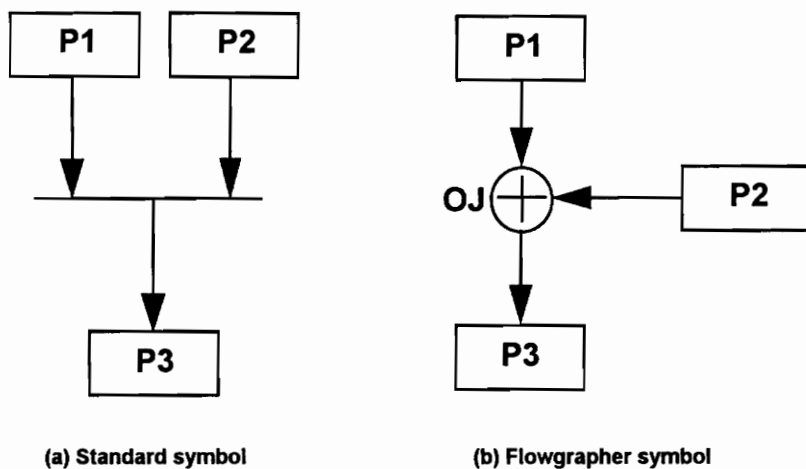 P1
P2
P3
(a) Standard symbol
P1
OJ
P2
P3
(b) Flowgrapher symbol